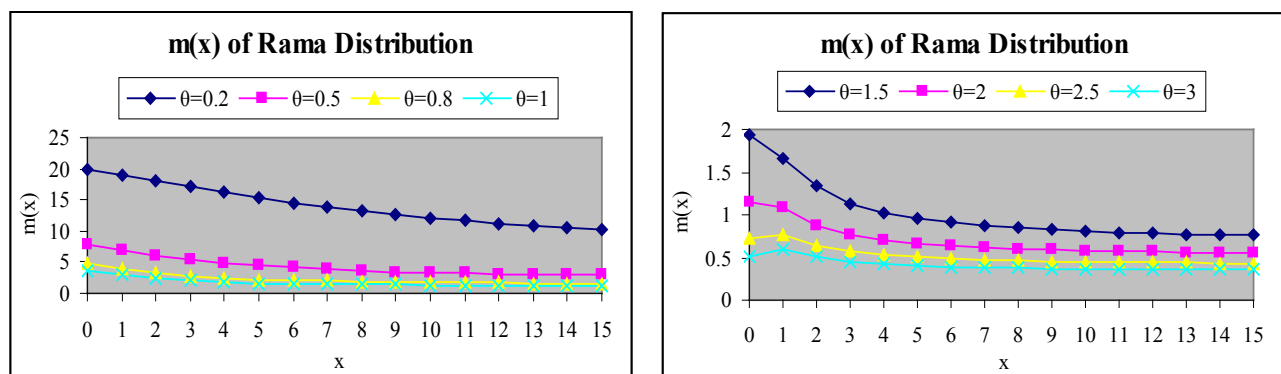 m(x) of Rama Distribution
θ=0.2 θ=0.5 θ=0.8 θ=1
25
20
15
10
5
0
m(x)
0 1 2 3 4 5 6 7 8 9 10 11 12 13 14 15
x
m(x) of Rama Distribution
θ=1.5 θ=2 θ=2.5 θ=3
2
1.5
1
0.5
0
m(x)
0 1 2 3 4 5 6 7 8 9 10 11 12 13 14 15
x